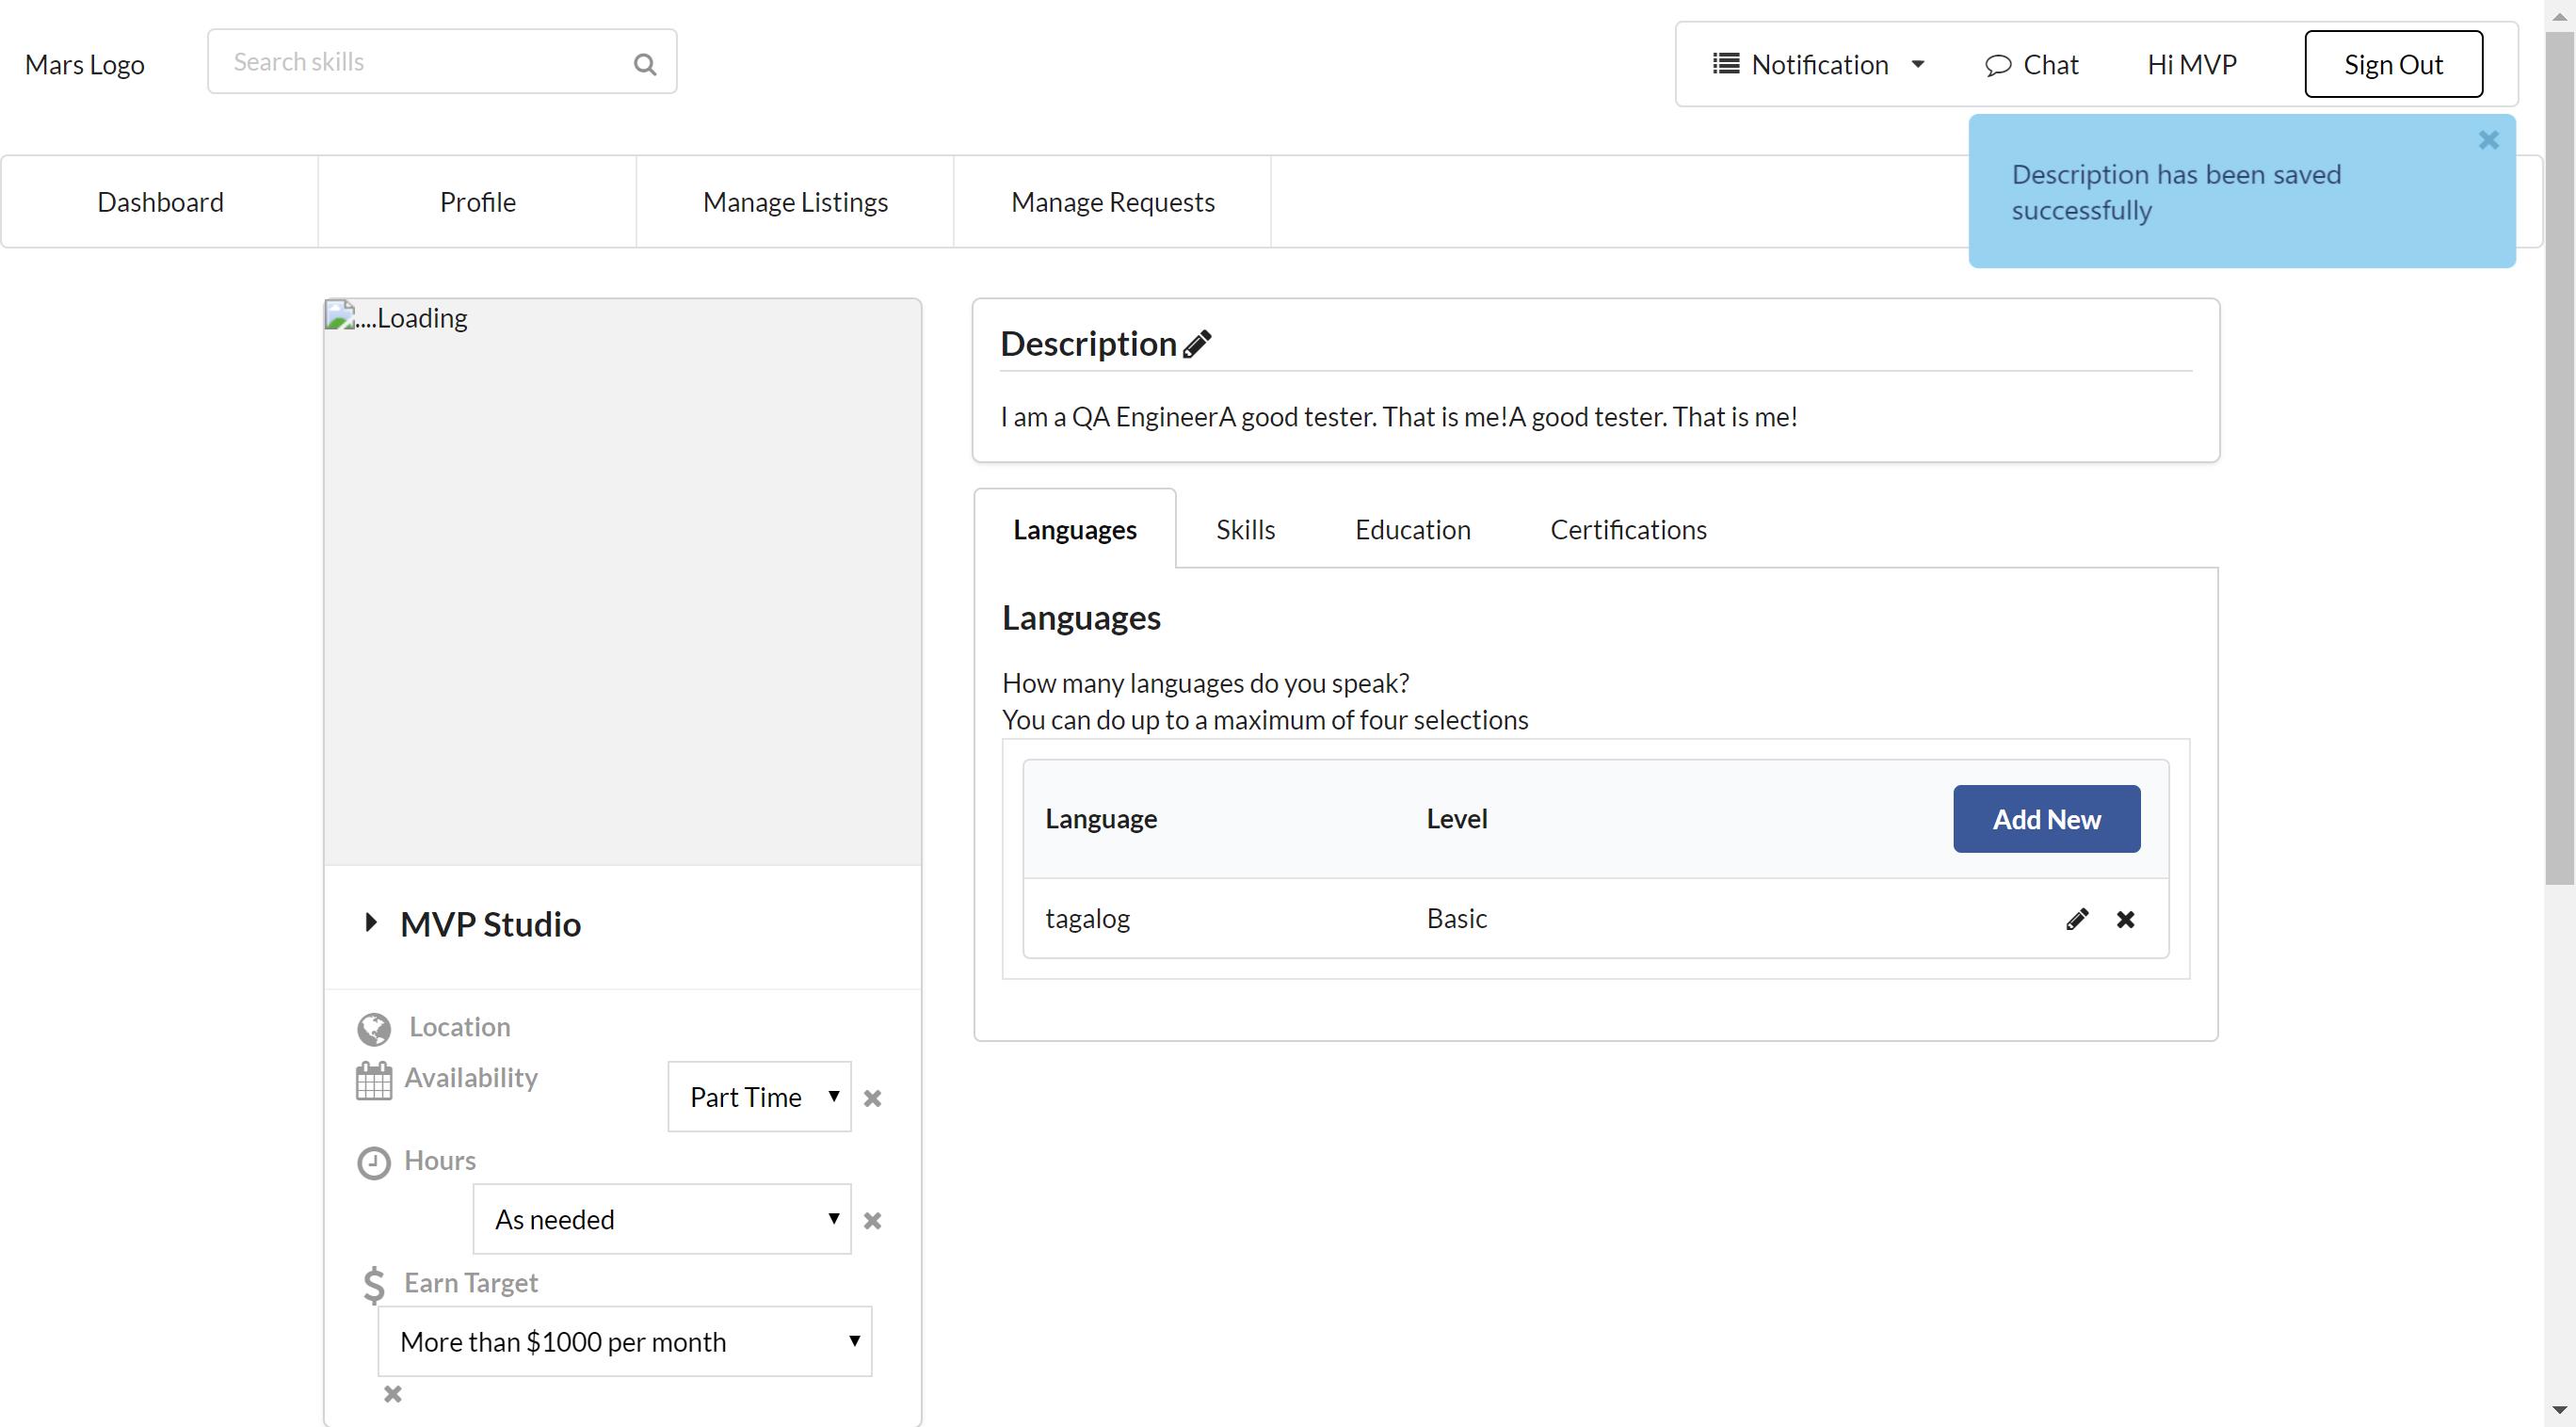 Mars Logo
Search skills
Notification
Chat
Hi MVP
Sign Out
Description has been saved
successfully
Dashboard
Profile
Manage Listings
Manage Requests
....Loading
MVP Studio
Location
Availability
Part Time
Hours
As needed
Earn Target
More than $1000 per month
Description
I am a QA EngineerA good tester. That is me!A good tester. That is me!
Languages
Skills
Education
Certifications
Languages
How many languages do you speak?
You can do up to a maximum of four selections
Language
Level
Add New
tagalog
Basic